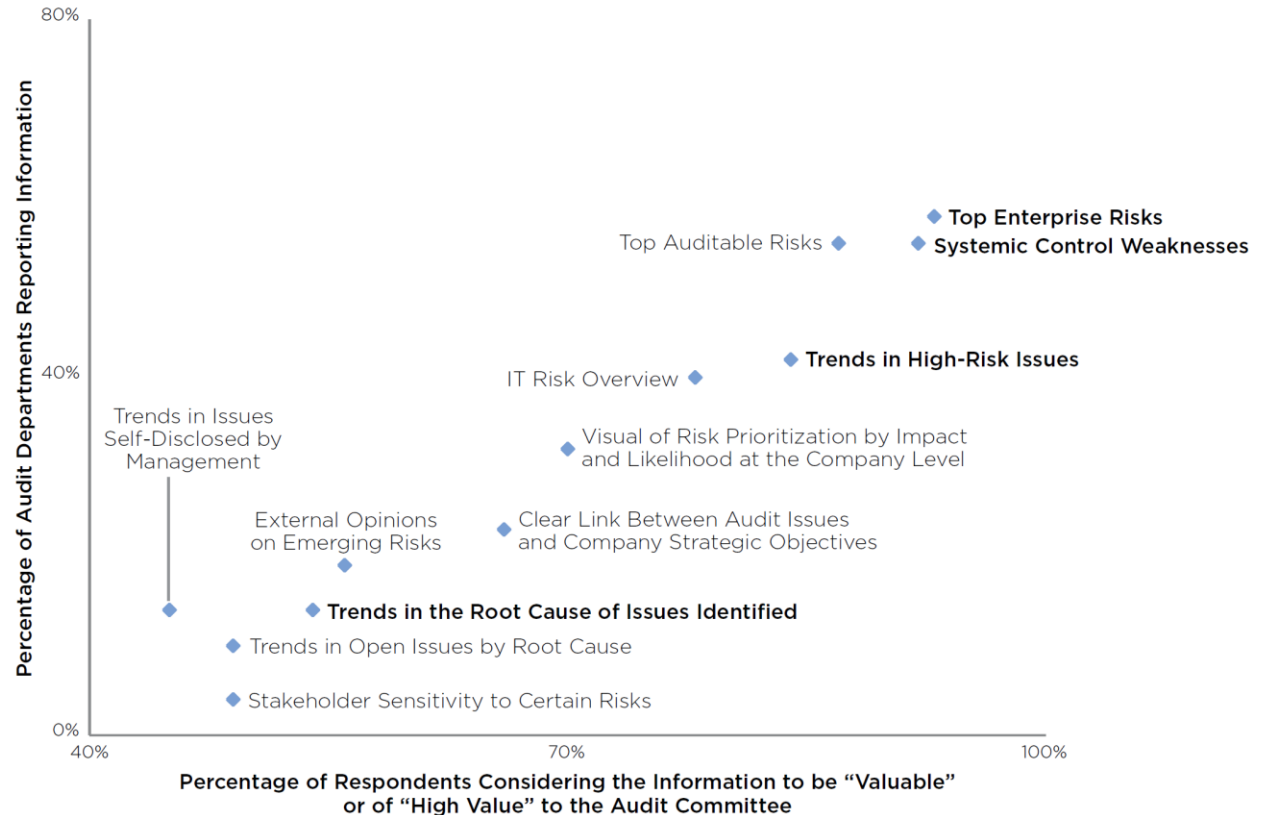 80%
Percentage of Audit Departments Reporting Information
Top Enterprise Risks
Top Auditable Risks
Systemic Control Weaknesses
40%
Trends in High-Risk Issues
IT Risk Overview
Trends in Issues
Self-Disclosed by
Management
Visual of Risk Prioritization by Impact
and Likelihood at the Company Level
External Opinions
on Emerging Risks
Clear Link Between Audit Issues
and Company Strategic Objectives
Trends in the Root Cause of Issues Identified
Trends in Open Issues by Root Cause
Stakeholder Sensitivity to Certain Risks
0%
40%
70%
100%
Percentage of Respondents Considering the Information to be “Valuable”
or of “High Value” to the Audit Committee